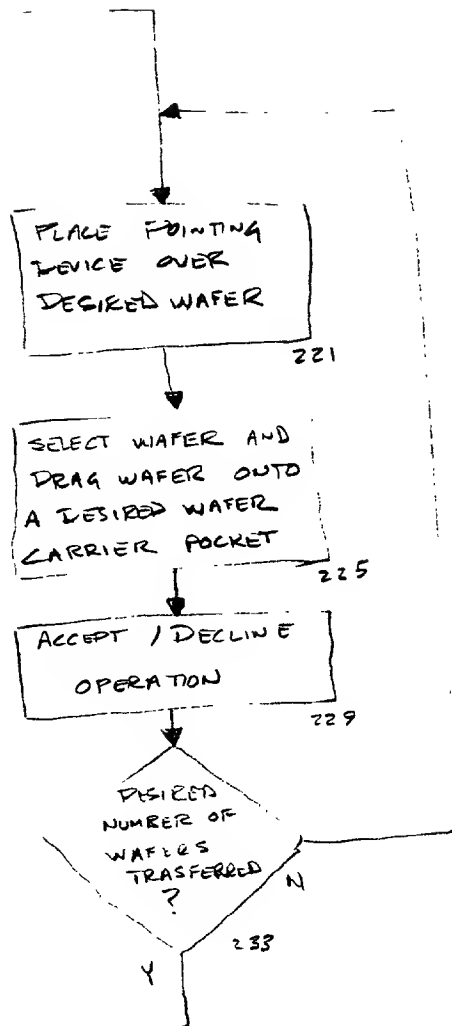 PLACE POINTING
DEVICE OVER
DESIRED WAFER
221
SELECT WAFER AND
DRAG WAFER ONTO
A DESIRED WAFER
CARRIER POCKET
225
ACCEPT / DECLINE
OPERATION
229
DESIRED
NUMBER OF
WAFERS
TRASFERRED
?
N
233
Y